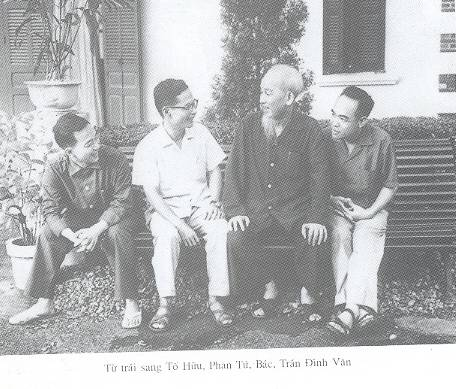 Từ trái sang Tố Hữu, Phan Tứ, Bác, Trần Đình Vân